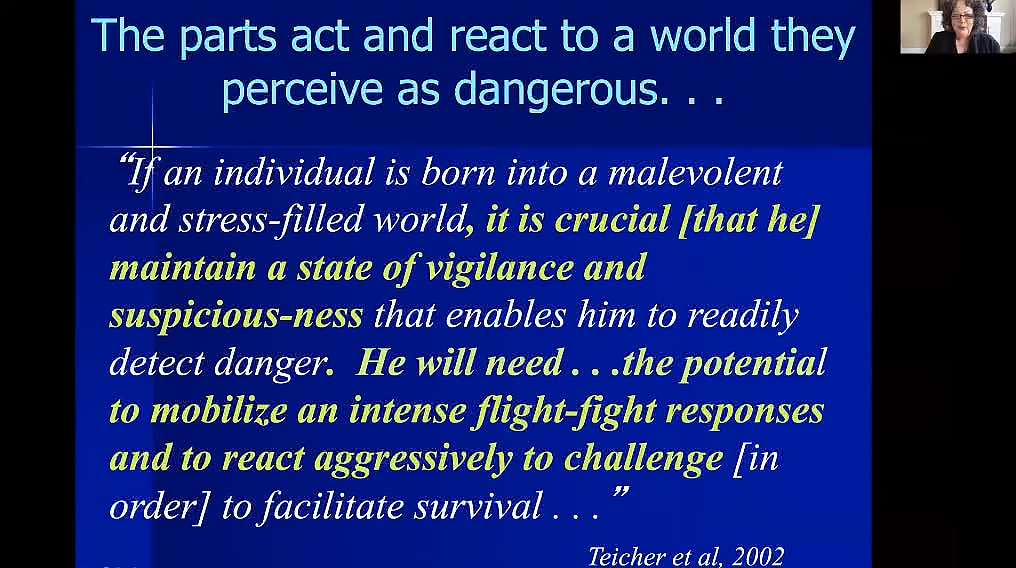 The parts act and react to a world they
perceive as dangerous. . .
“If an individual is born into a malevolent
and stress-filled world, it is crucial [that he]
maintain a state of vigilance and
suspicious-ness that enables him to readily
detect danger.  He will need . . .the potential
to mobilize an intense flight-fight responses
and to react aggressively to challenge [in
order] to facilitate survival . . .”
Teicher et al, 2002